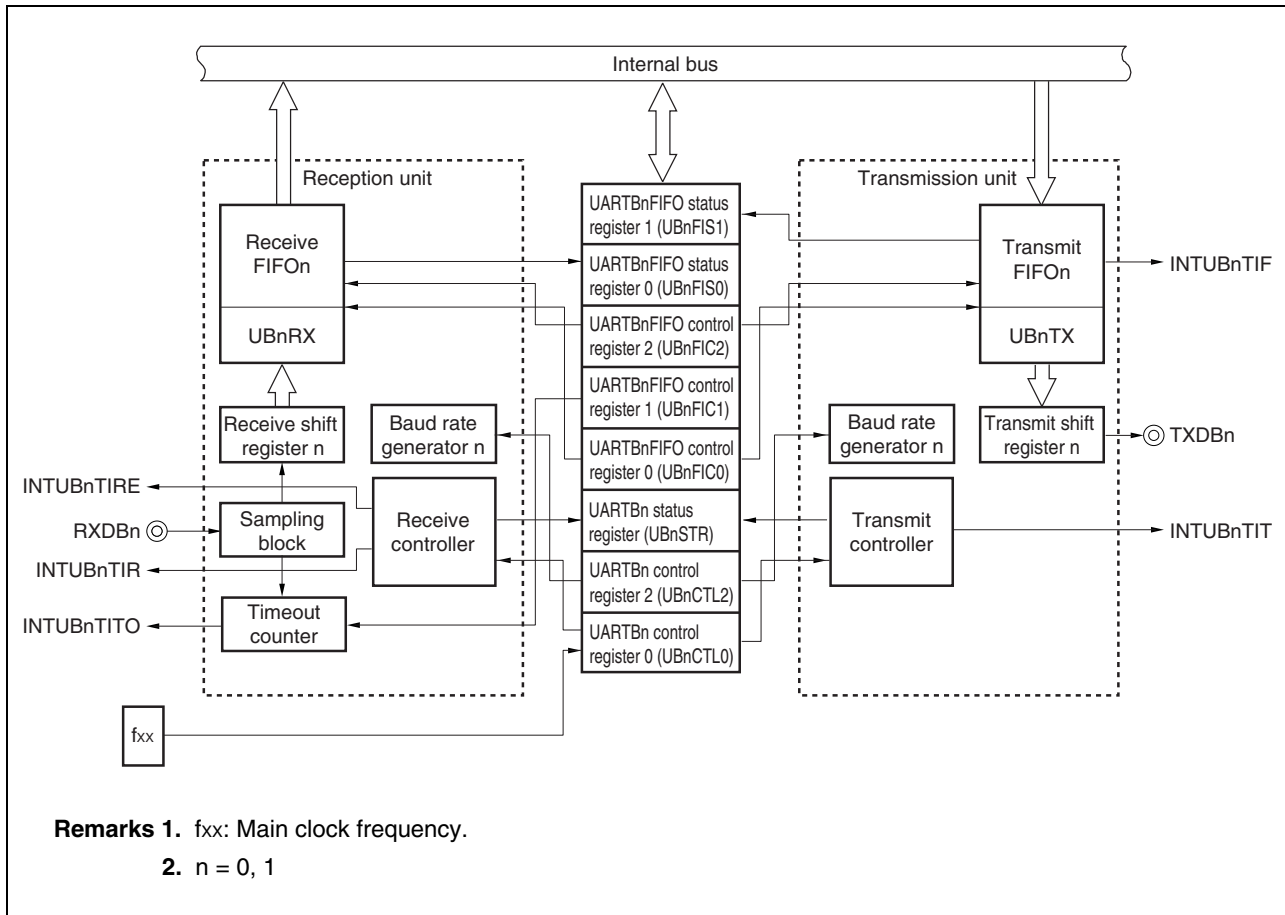 Internal bus
Reception unit
Transmission unit
Receive
FIFOn
UBnRX
Receive shift
register n
Baud rate
generator n
Sampling
block
Receive
controller
Timeout
counter
INTUBnTIRE
RXDBn
INTUBnTIR
INTUBnTITO
fxx
UARTBnFIFO status
register 1 (UBnFIS1)
UARTBnFIFO status
register 0 (UBnFIS0)
UARTBnFIFO control
register 2 (UBnFIC2)
UARTBnFIFO control
register 1 (UBnFIC1)
UARTBnFIFO control
register 0 (UBnFIC0)
UARTBn status
register (UBnSTR)
UARTBn control
register 2 (UBnCTL2)
UARTBn control
register 0 (UBnCTL0)
Transmit
FIFOn
UBnTX
Baud rate
generator n
Transmit shift
register n
Transmit
controller
INTUBnTIF
TXDBn
INTUBnTIT
Remarks 1. fxx: Main clock frequency.
2. n = 0, 1